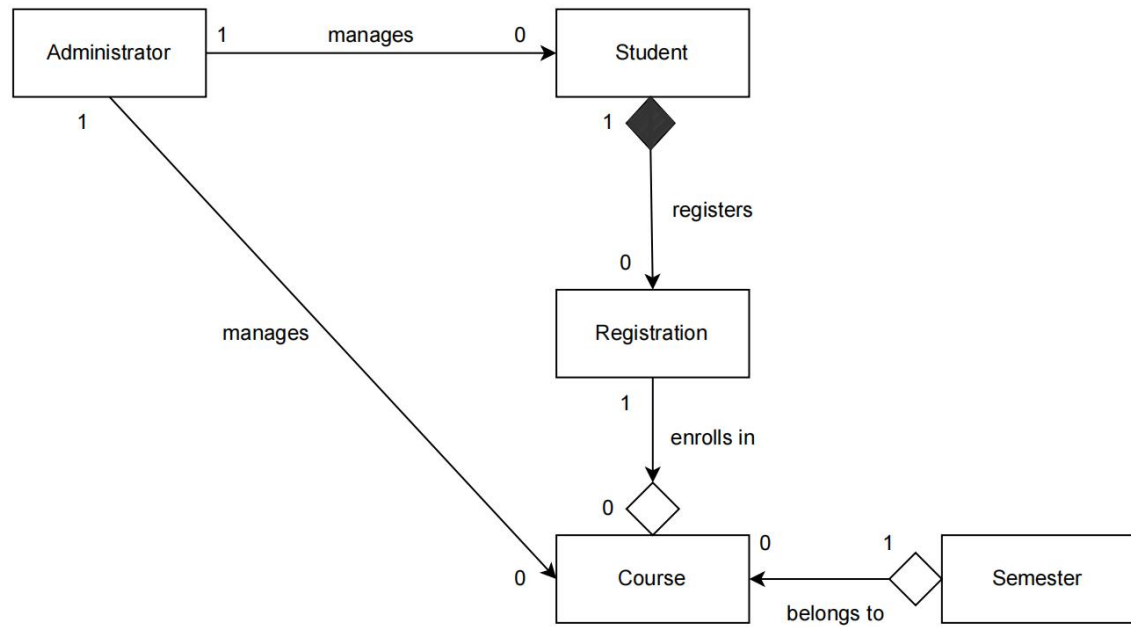 Administrator
1
manages
0
Student
1
1
registers
0
manages
Registration
1
enrolls in
0
0
1
0
Course
Semester
belongs to